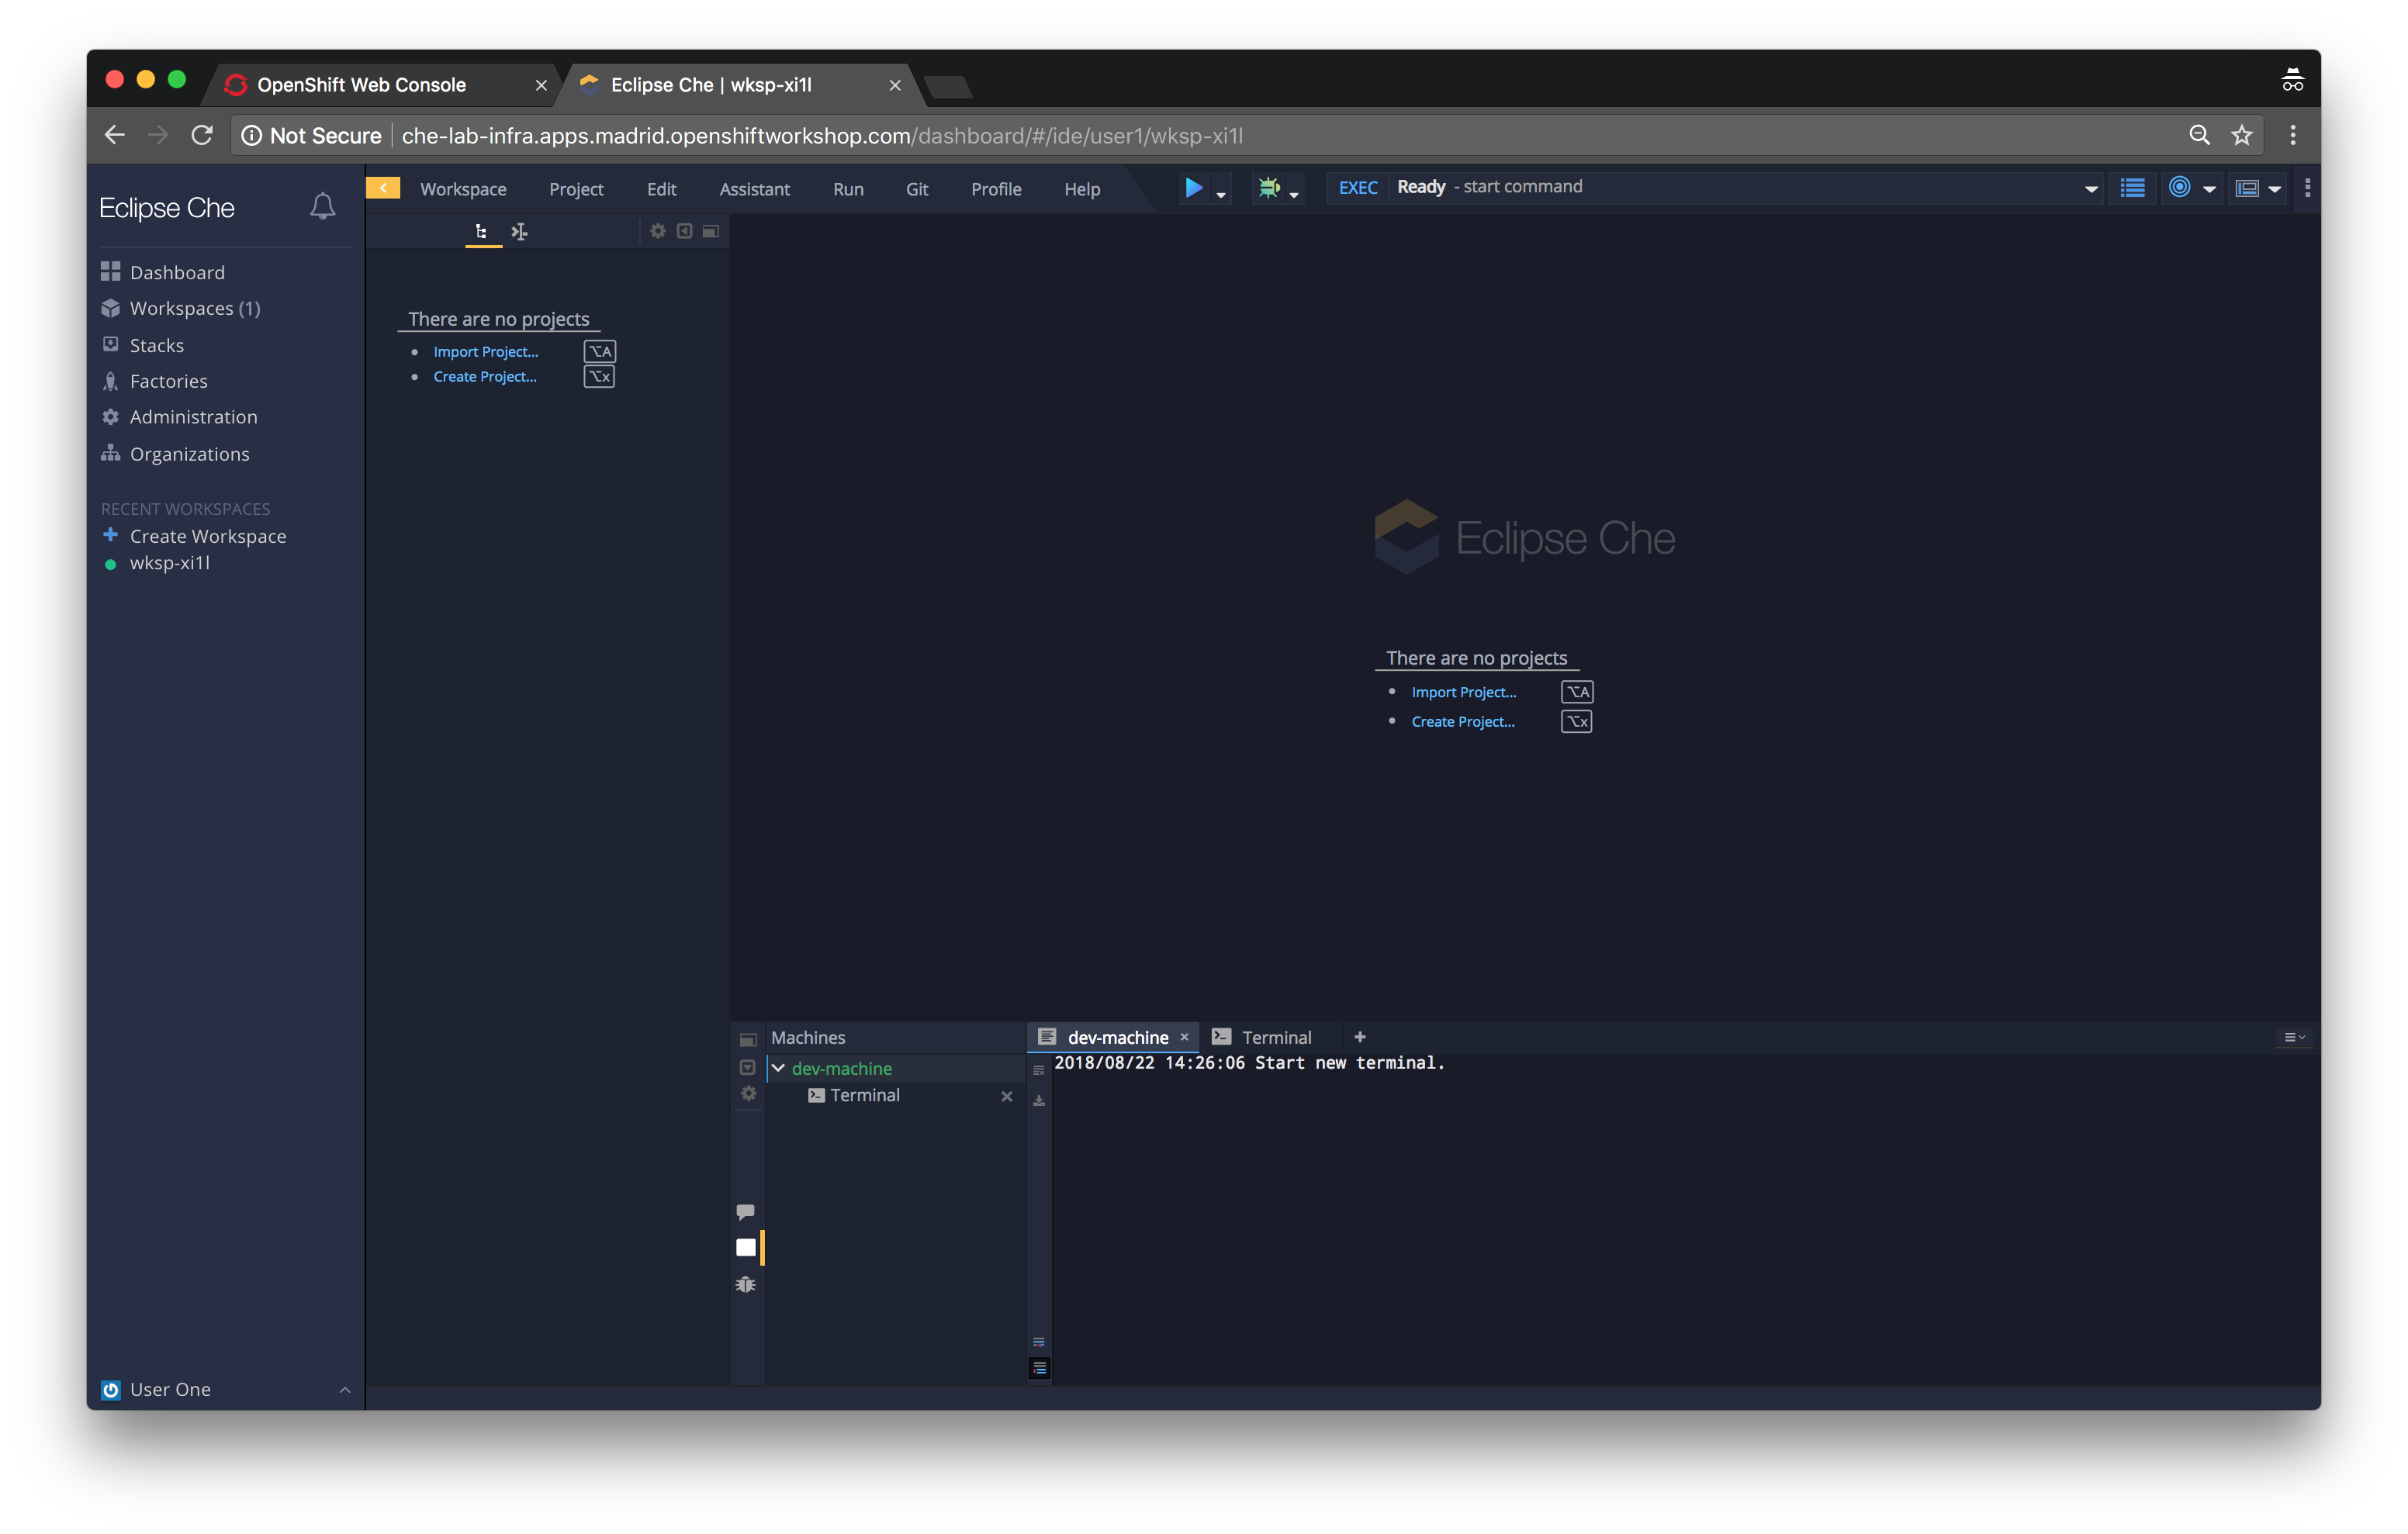 OpenShift Web Console
Eclipse Che | wksp-xi1l
Not Secure che-lab-infra.apps.madrid.openshiftworkshop.com/dashboard/#/ide/user1/wksp-xi1l
Eclipse Che
Dashboard
Workspaces (1)
Stacks
Factories
Administration
Organizations
RECENT WORKSPACES
Create Workspace
wksp-xi1l
User One
Workspace Project Edit Assistant Run Git Profile Help
EXEC Ready - start command
There are no projects
Import Project... ⌥A
Create Project... ⌥x
Eclipse Che
There are no projects
Import Project... ⌥A
Create Project... ⌥x
Machines
dev-machine
Terminal
dev-machine Terminal
2018/08/22 14:26:06 Start new terminal.